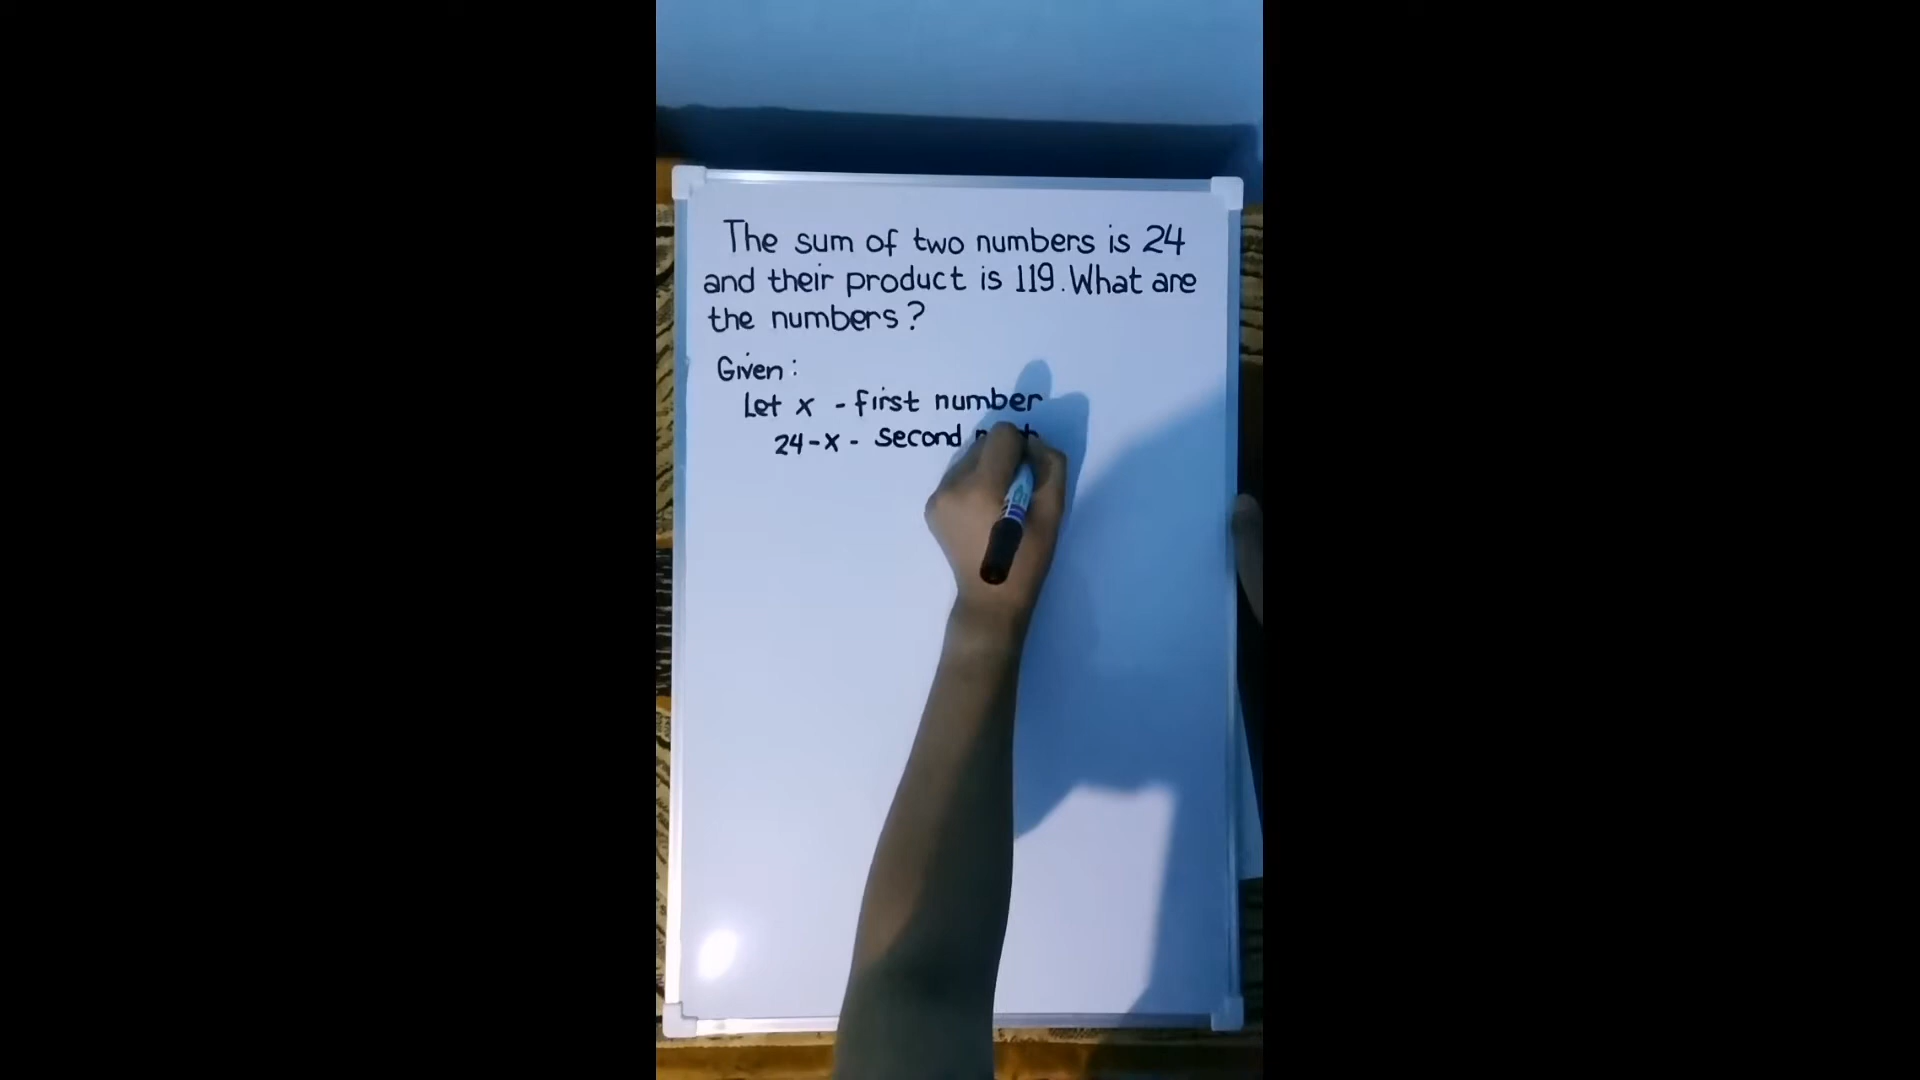 The sum of two numbers is 24
and their product is 119. What are
the numbers?
Given:
Let x - first number
24-x - second